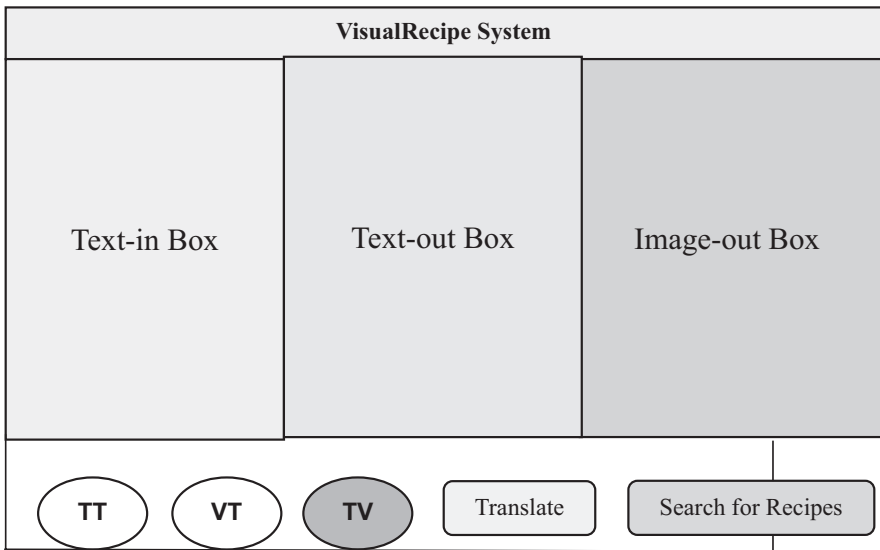 VisualRecipe System
Text-in Box
Text-out Box
Image-out Box
TT
VT
TV
Translate
Search for Recipes